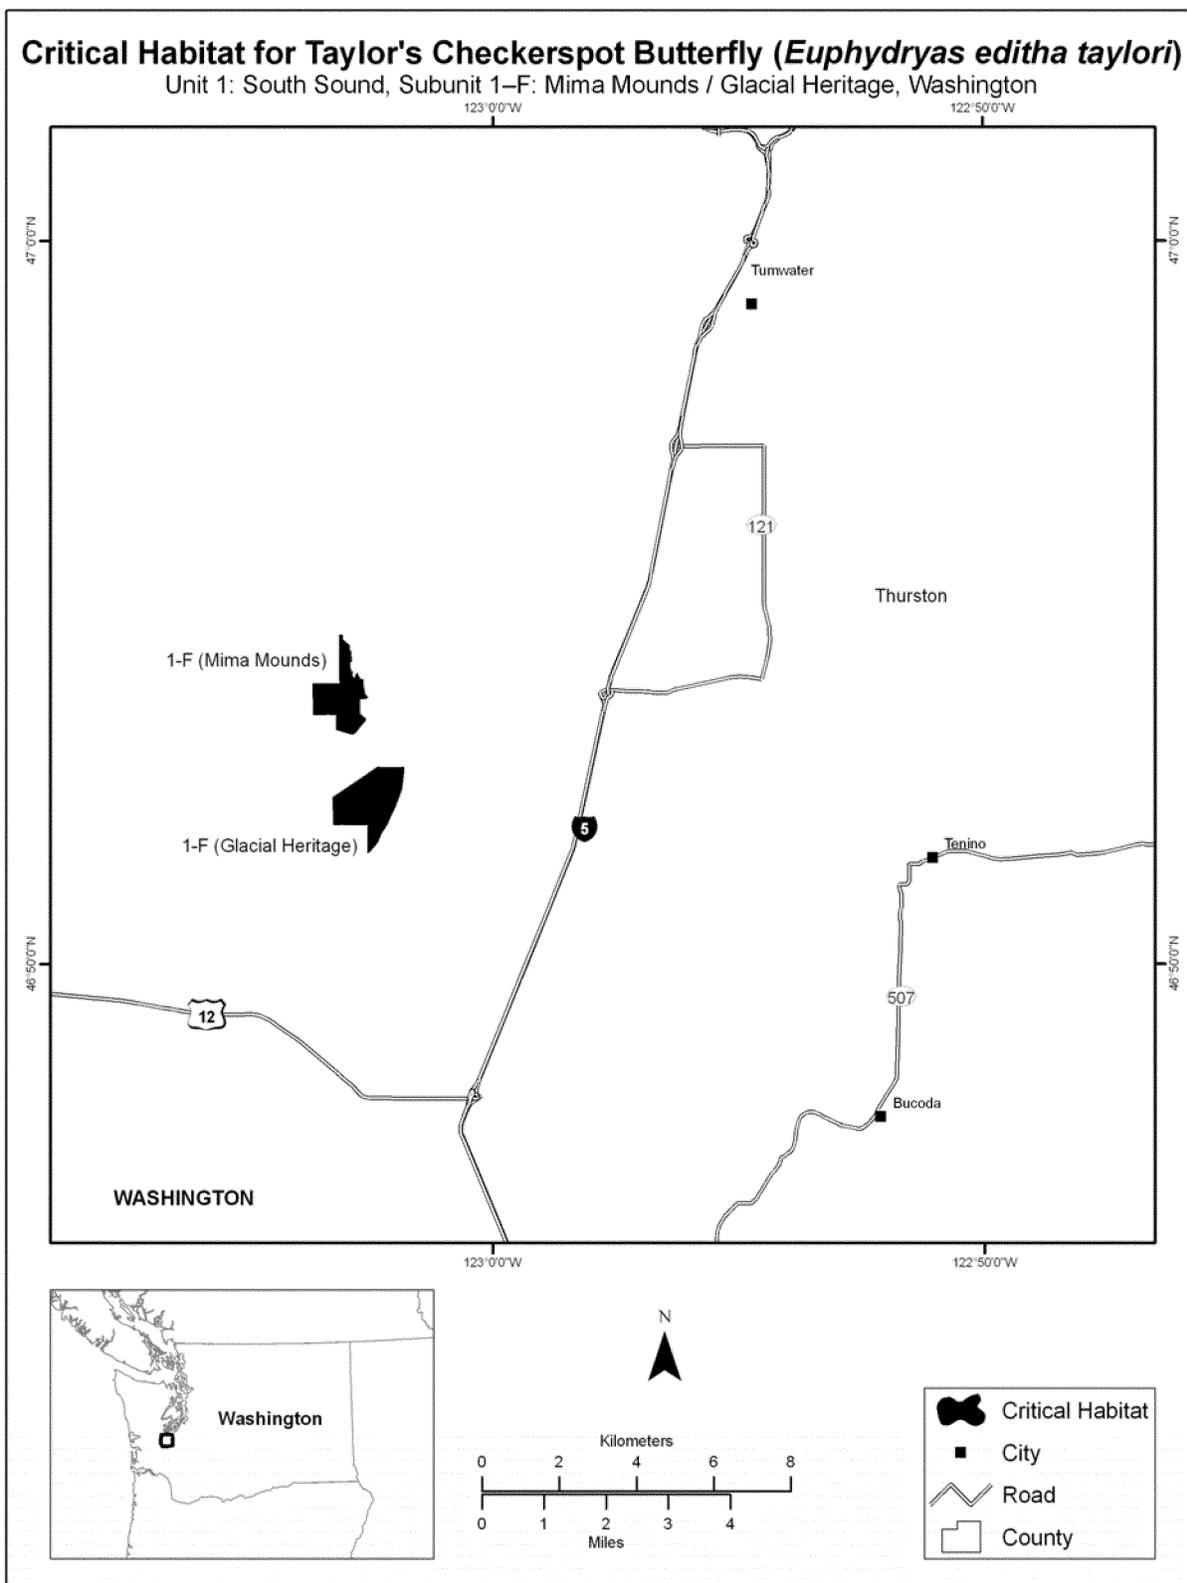 Critical Habitat for Taylor's Checkerspot Butterfly (Euphydryas editha taylori)
Unit 1: South Sound, Subunit 1–F: Mima Mounds / Glacial Heritage, Washington
123°0'0"W
122°50'0"W
47°0'0"N
47°0'0"N
Tumwater
121
Thurston
1-F (Mima Mounds)
5
1-F (Glacial Heritage)
Tenino
46°50'0"N
46°50'0"N
507
12
Bucoda
WASHINGTON
123°0'0"W
122°50'0"W
N
Washington
Kilometers
0 2 4 6 8
0 1 2 3 4
Miles
Critical Habitat
City
Road
County